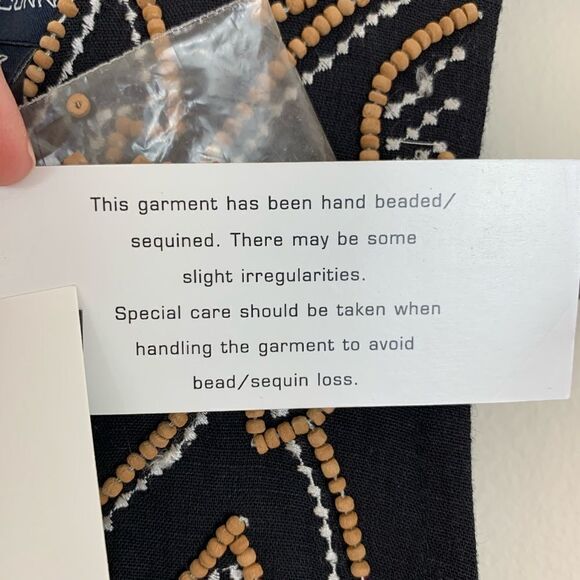 This garment has been hand beaded/
sequined. There may be some
slight irregularities.
Special care should be taken when
handling the garment to avoid
bead/sequin loss.